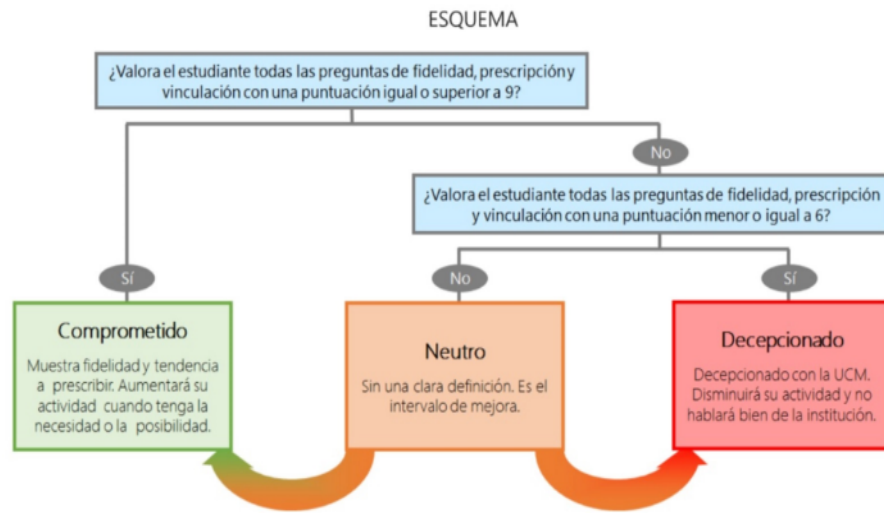 ESQUEMA
¿Valora el estudiante todas las preguntas de fidelidad, prescripción y
vinculación con una puntuación igual o superior a 9?
No
¿Valora el estudiante todas las preguntas de fidelidad, prescripción
y vinculación con una puntuación menor o igual a 6?
Sí
No
Sí
Comprometido
Muestra fidelidad y tendencia
a prescribir. Aumentará su
actividad cuando tenga la
necesidad o la posibilidad.
Neutro
Sin una clara definición. Es el
intervalo de mejora.
Decepcionado
Decepcionado con la UCM.
Disminuirá su actividad y no
hablará bien de la institución.